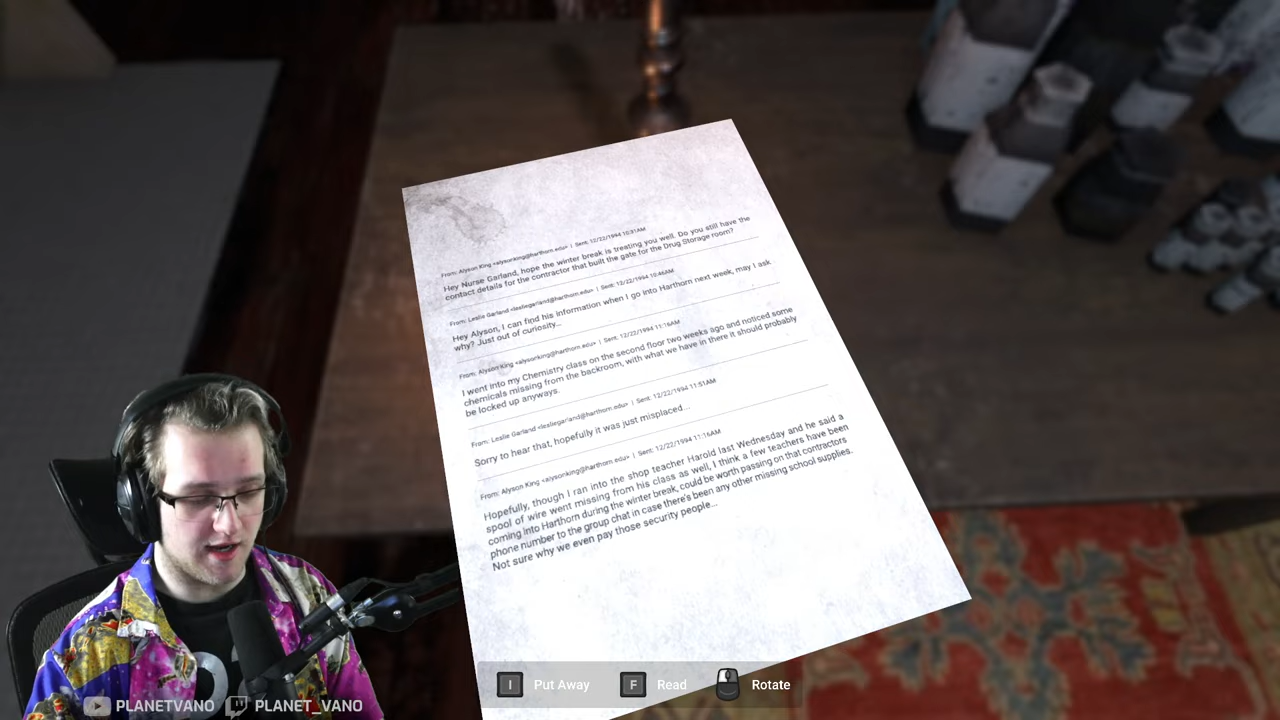 From: Alyson King <alysonking@harthorn.edu> | Sent: 12/22/1994 10:31AM
Hey Nurse Garland, hope the winter break is treating you well. Do you still have the
contact details for the contractor that built the gate for the Drug Storage room?
From: Leslie Garland <lesliegarland@harthorn.edu> | Sent: 12/22/1994 10:46AM
Hey Alyson, I can find his information when I go into Harthorn next week, may I ask
why? Just out of curiosity...
From: Alyson King <alysonking@harthorn.edu> | Sent: 12/22/1994 11:16AM
I went into my Chemistry class on the second floor two weeks ago and noticed some
chemicals missing from the backroom, with what we have in there it should probably
be locked up anyways.
From: Leslie Garland <lesliegarland@harthorn.edu> | Sent: 12/22/1994 11:51AM
Sorry to hear that, hopefully it was just misplaced...
From: Alyson King <alysonking@harthorn.edu> | Sent: 12/22/1994 11:16AM
Hopefully, though I ran into the shop teacher Harold last Wednesday and he said a
spool of wire went missing from his class as well, I think a few teachers have been
coming into Harthorn during the winter break, could be worth passing on that contractors
phone number to the group chat in case there's been any other missing school supplies.
Not sure why we even pay those security people...
I Put Away F Read Rotate
PLANETVANO PLANET_VANO